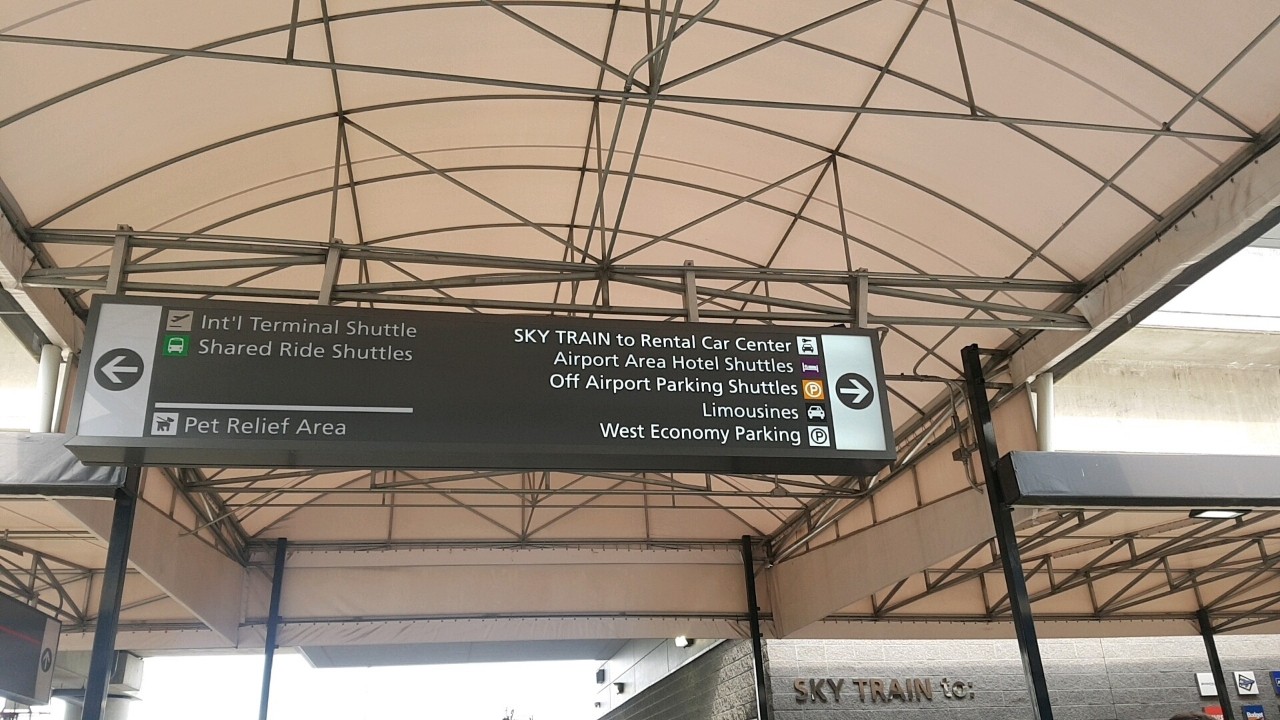 Int'l Terminal Shuttle
Shared Ride Shuttles
Pet Relief Area
SKY TRAIN to Rental Car Center
Airport Area Hotel Shuttles
Off Airport Parking Shuttles
P
Limousines
West Economy Parking
P
SKY TRAIN to:
Budget